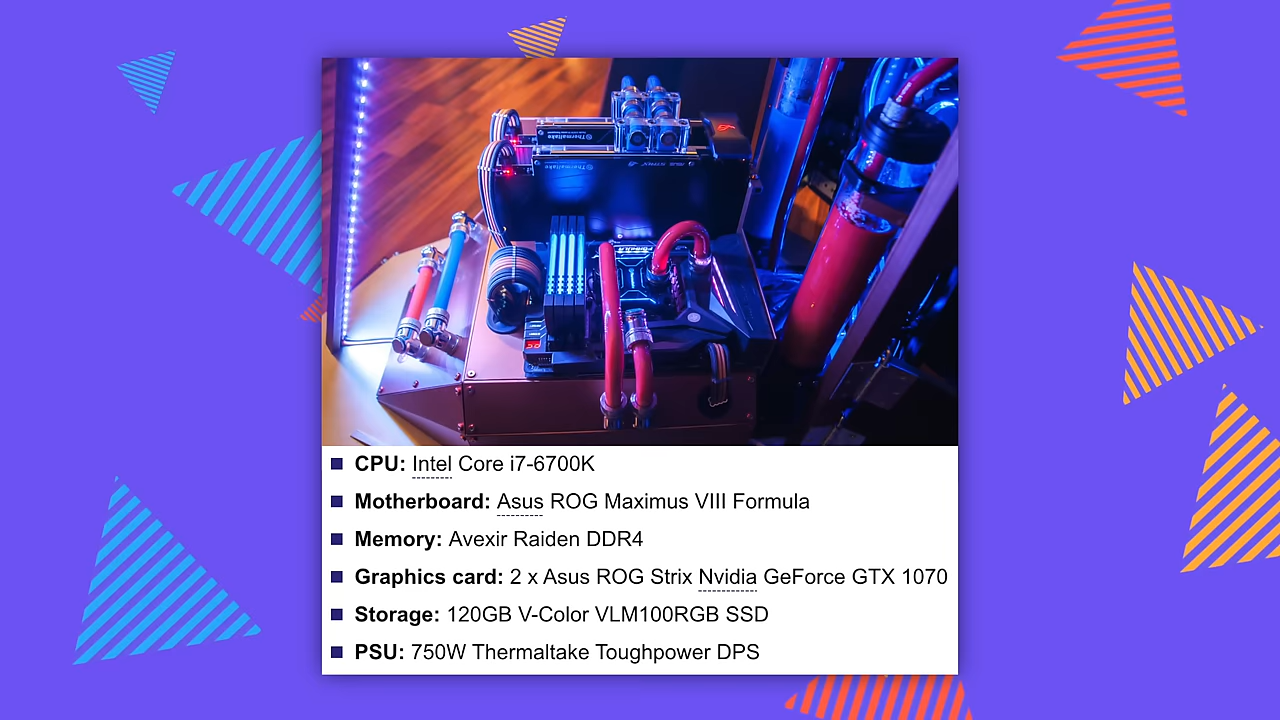 CPU: Intel Core i7-6700K
Motherboard: Asus ROG Maximus VIII Formula
Memory: Avexir Raiden DDR4
Graphics card: 2 x Asus ROG Strix Nvidia GeForce GTX 1070
Storage: 120GB V-Color VLM100RGB SSD
PSU: 750W Thermaltake Toughpower DPS